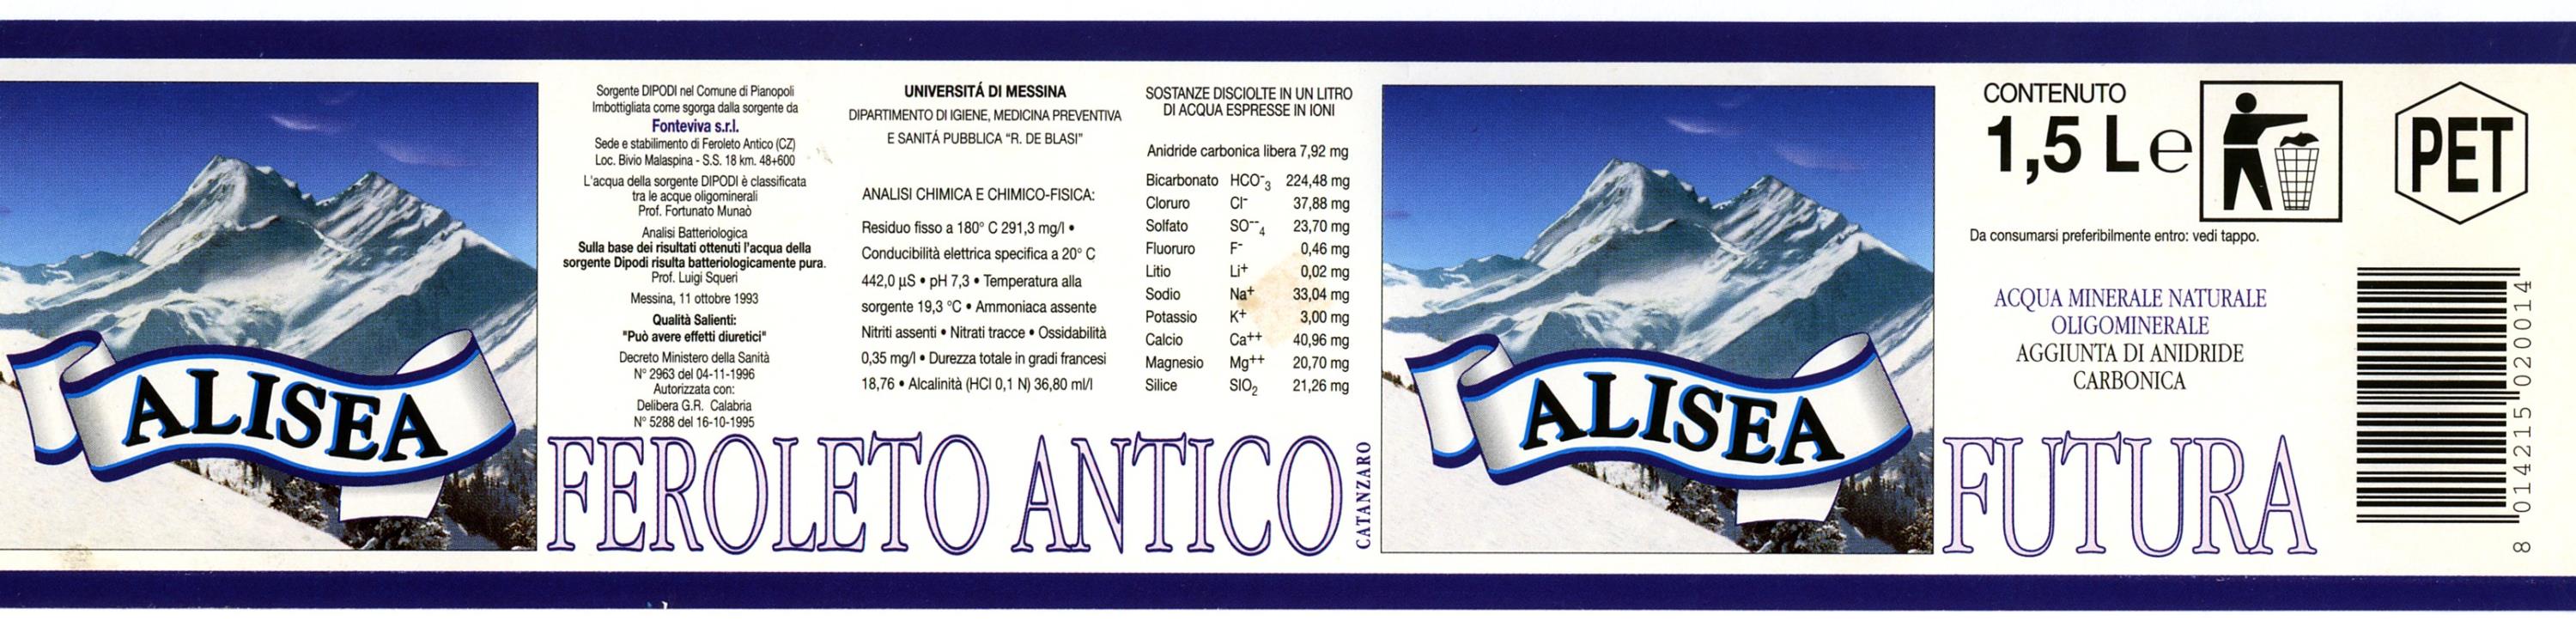 ALISEA
Sorgente DIPODI nel Comune di Pianopoli
Imbottigliata come sgorga dalla sorgente da
Fonteviva s.r.l.
Sede e stabilimento di Feroleto Antico (CZ)
Loc. Bivio Malaspina - S.S. 18 km. 48+600
L'acqua della sorgente DIPODI è classificata
tra le acque oligominerali
Prof. Fortunato Munaò
Analisi Batteriologica
Sulla base dei risultati ottenuti l'acqua della
sorgente Dipodi risulta batteriologicamente pura.
Prof. Luigi Squeri
Messina, 11 ottobre 1993
Qualità Salienti:
"Può avere effetti diuretici"
Decreto Ministero della Sanità
N° 2963 del 04-11-1996
Autorizzata con:
Delibera G.R. Calabria
N° 5288 del 16-10-1995
UNIVERSITÁ DI MESSINA
DIPARTIMENTO DI IGIENE, MEDICINA PREVENTIVA
E SANITÁ PUBBLICA "R. DE BLASI"
ANALISI CHIMICA E CHIMICO-FISICA:
Residuo fisso a 180° C 291,3 mg/l •
Conducibilità elettrica specifica a 20° C
442,0 µS • pH 7,3 • Temperatura alla
sorgente 19,3 °C • Ammoniaca assente
Nitriti assenti • Nitrati tracce • Ossidabilità
0,35 mg/l • Durezza totale in gradi francesi
18,76 • Alcalinità (HCl 0,1 N) 36,80 ml/l
SOSTANZE DISCIOLTE IN UN LITRO
DI ACQUA ESPRESSE IN IONI
Anidride carbonica libera 7,92 mg
Bicarbonato HCO⁻₃ 224,48 mg
Cloruro Cl⁻ 37,88 mg
Solfato SO⁻⁻₄ 23,70 mg
Fluoruro F⁻ 0,46 mg
Litio Li⁺ 0,02 mg
Sodio Na⁺ 33,04 mg
Potassio K⁺ 3,00 mg
Calcio Ca⁺⁺ 40,96 mg
Magnesio Mg⁺⁺ 20,70 mg
Silice SIO₂ 21,26 mg
FEROLETO ANTICO
CATANZARO
ALISEA
CONTENUTO
1,5 L e
PET
Da consumarsi preferibilmente entro: vedi tappo.
ACQUA MINERALE NATURALE
OLIGOMINERALE
AGGIUNTA DI ANIDRIDE
CARBONICA
FUTURA
8 014215 020014